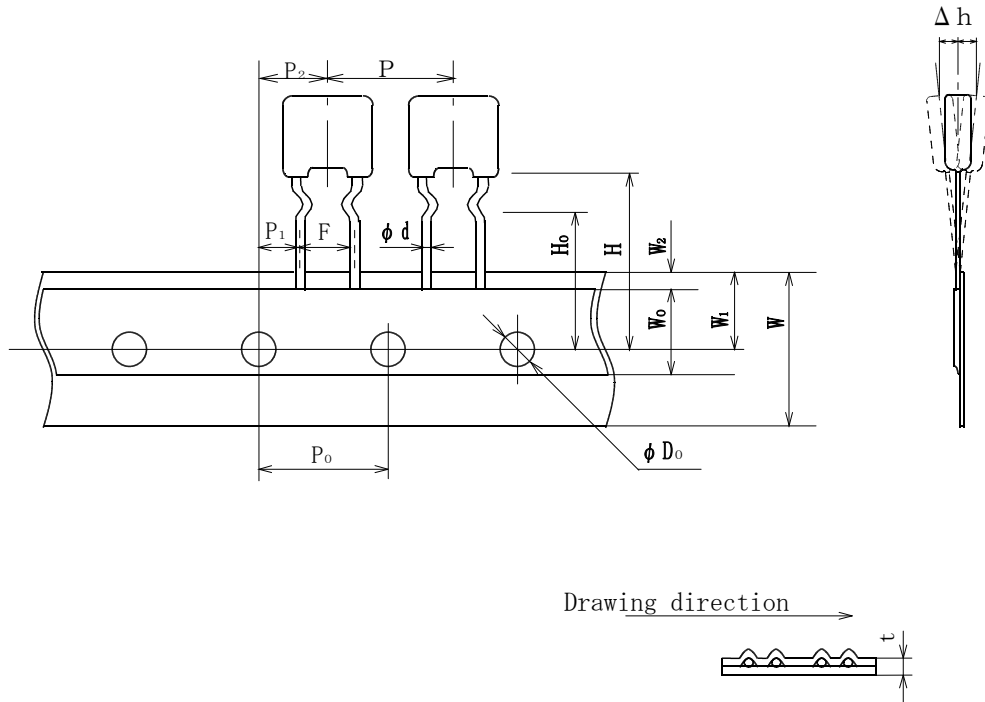 Δh
P₂
P
P₁
F
φd
H₀
H
W₂
W₀
W₁
W
P₀
φD₀
Drawing direction
t